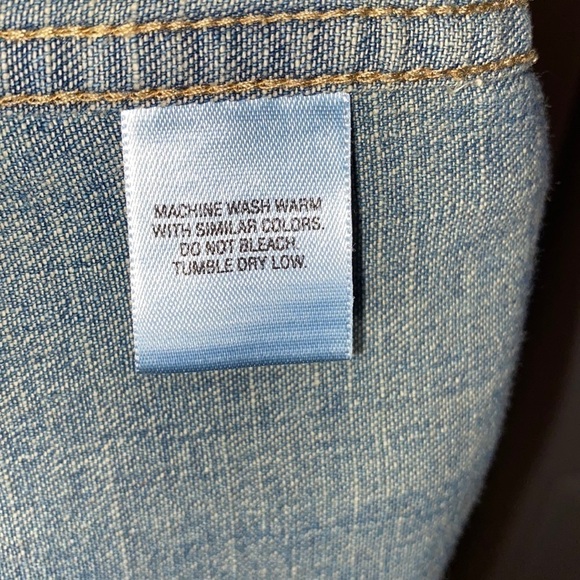 MACHINE WASH WARM
WITH SIMILAR COLORS.
DO NOT BLEACH.
TUMBLE DRY LOW.